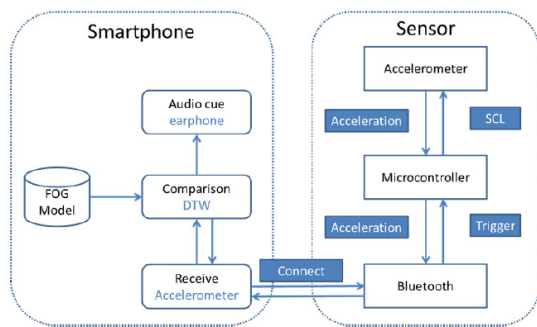 Smartphone
Sensor
Audio cue
earphone
FOG
Model
Comparison
DTW
Receive
Accelerometer
Connect
Accelerometer
Acceleration
SCL
Microcontroller
Acceleration
Trigger
Bluetooth